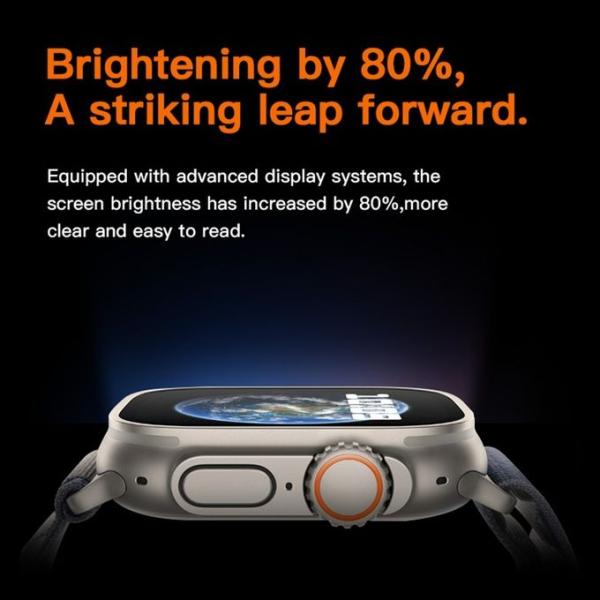 Brightening by 80%,
A striking leap forward.
Equipped with advanced display systems, the
screen brightness has increased by 80%,more
clear and easy to read.